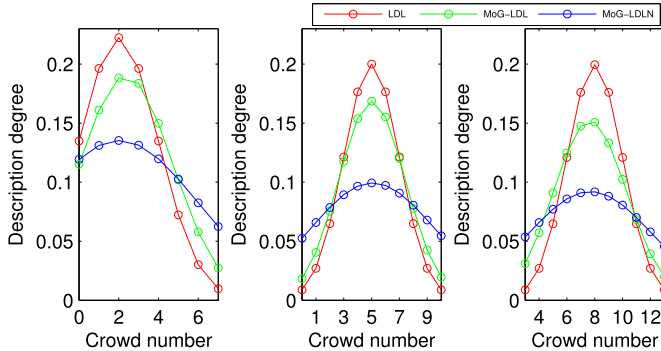 LDL MoG-LDL MoG-LDLN
0.2 0.2 0.2
0.15 0.15 0.15
0.1 0.1 0.1
0.05 0.05 0.05
0 0 0
Description degree Description degree Description degree
0 2 4 6 1 3 5 7 9 4 6 8 10 12
Crowd number Crowd number Crowd number